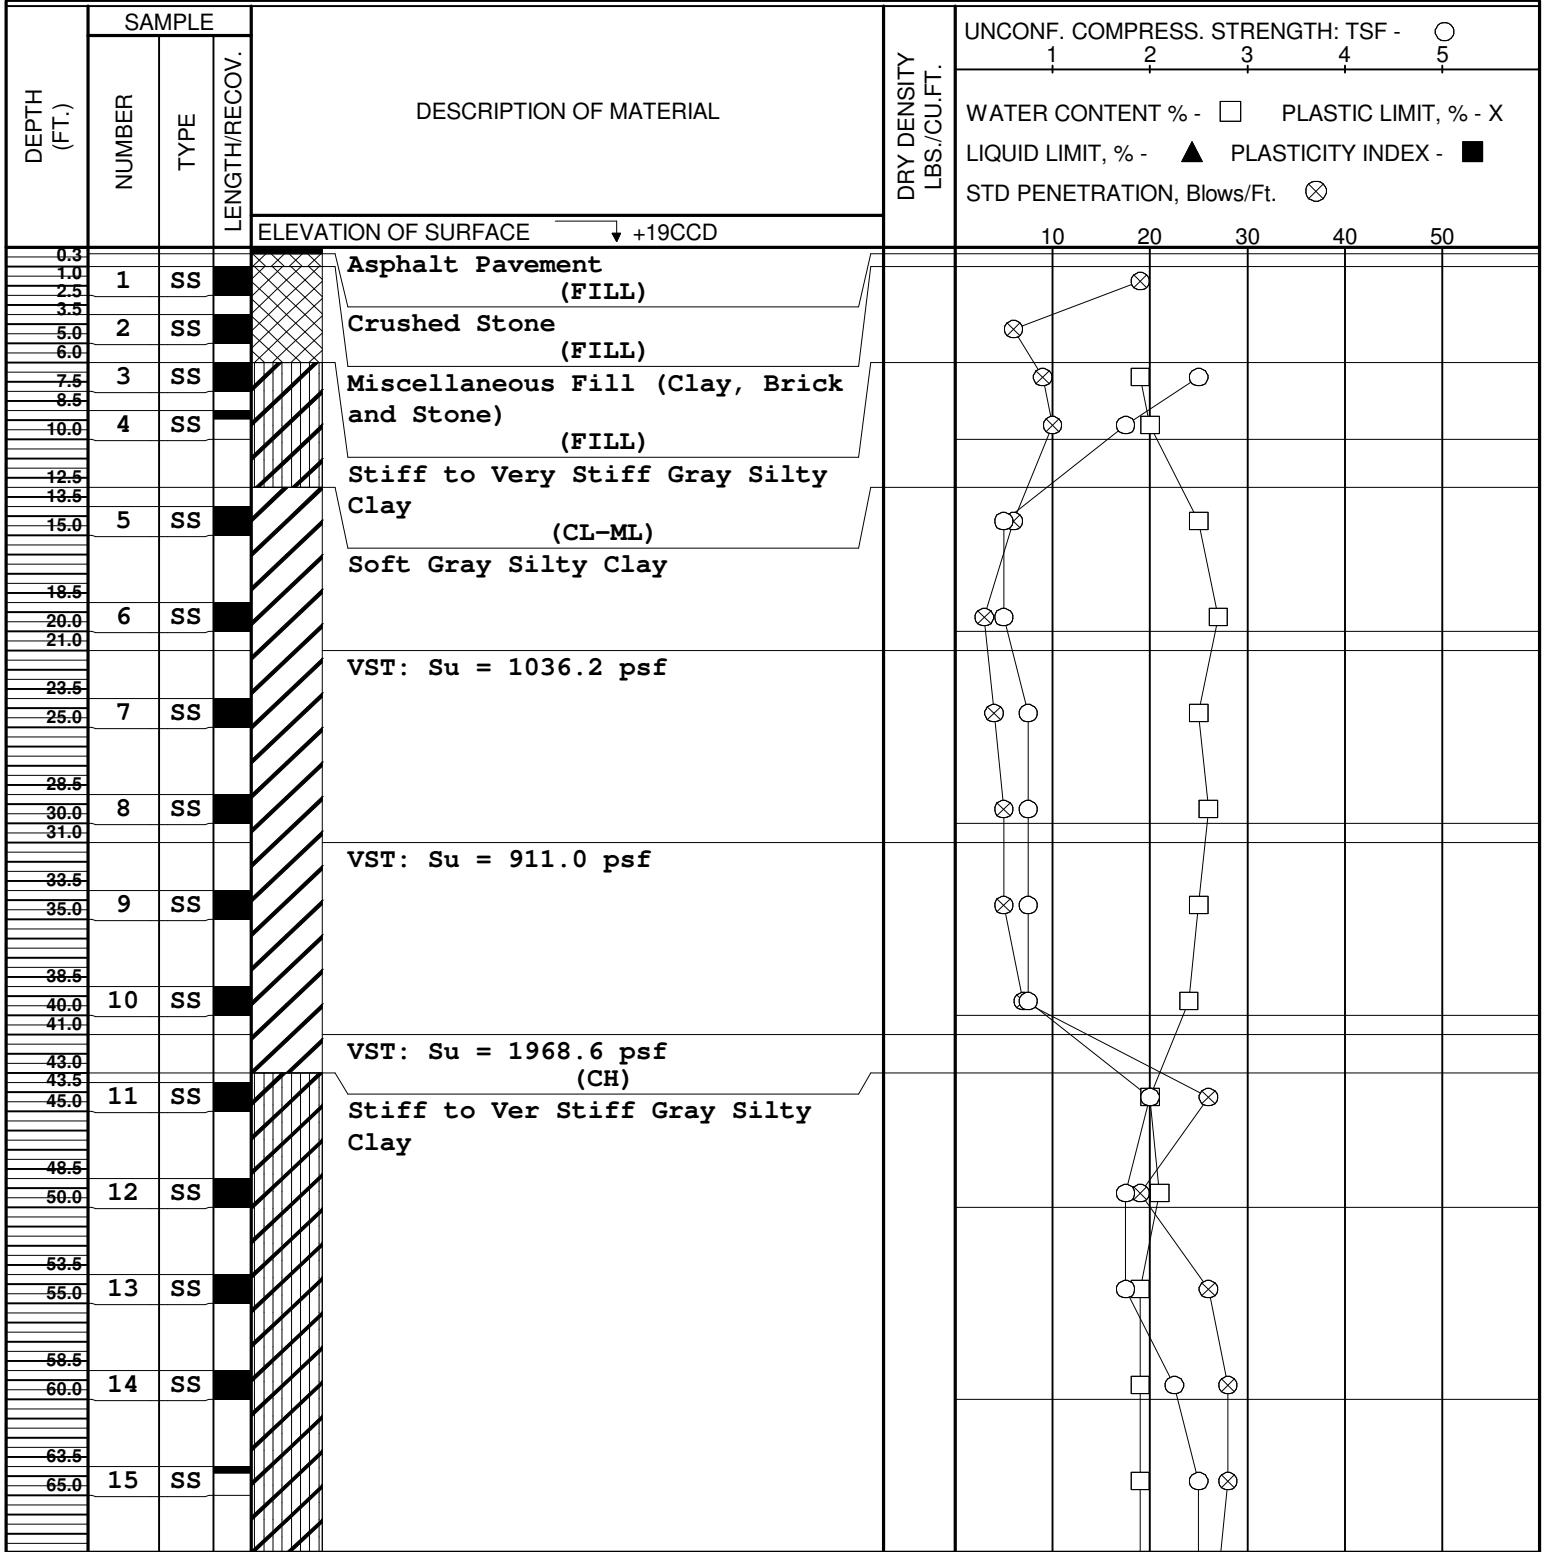 SAMPLE
DEPTH
(FT.)
NUMBER
TYPE
LENGTH/RECOV.
DESCRIPTION OF MATERIAL
DRY DENSITY
LBS./CU.FT.
UNCONF. COMPRESS. STRENGTH: TSF -
1 2 3 4 5
WATER CONTENT % - PLASTIC LIMIT, % - X
LIQUID LIMIT, % - PLASTICITY INDEX -
STD PENETRATION, Blows/Ft.
ELEVATION OF SURFACE +19CCD
10 20 30 40 50
0.3
Asphalt Pavement
1.0
1 SS
2.5
(FILL)
3.5
Crushed Stone
2 SS
5.0
6.0
(FILL)
3 SS
7.5
Miscellaneous Fill (Clay, Brick
8.5
and Stone)
4 SS
10.0
(FILL)
12.5
Stiff to Very Stiff Gray Silty
13.5
Clay
5 SS
15.0
(CL-ML)
Soft Gray Silty Clay
18.5
6 SS
20.0
21.0
VST: Su = 1036.2 psf
23.5
7 SS
25.0
28.5
8 SS
30.0
31.0
VST: Su = 911.0 psf
33.5
9 SS
35.0
38.5
10 SS
40.0
41.0
VST: Su = 1968.6 psf
43.0
(CH)
43.5
11 SS
45.0
Stiff to Ver Stiff Gray Silty
Clay
48.5
12 SS
50.0
53.5
13 SS
55.0
58.5
14 SS
60.0
63.5
15 SS
65.0